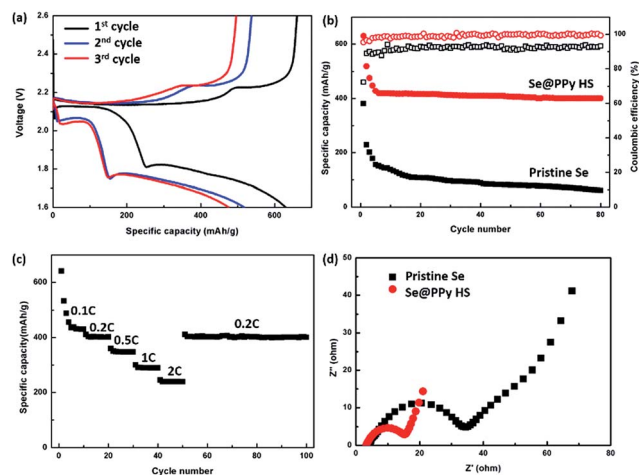 (a)
2.6
2.4
2.2
2.0
1.8
1.6
Voltage (V)
1st cycle
2nd cycle
3rd cycle
0 200 400 600
Specific capacity (mAh/g)
(b)
600
400
200
0
Specific capacity (mAh/g)
Se@PPy HS
Pristine Se
100
80
60
40
20
0
Coulombic efficiency (%)
0 20 40 60 80
Cycle number
(c)
600
400
200
0
Specific capacity(mAh/g)
0.1C
0.2C
0.5C
1C
2C
0.2C
0 20 40 60 80 100
Cycle number
(d)
50
40
30
20
10
0
Z'' (ohm)
Pristine Se
Se@PPy HS
0 20 40 60 80
Z' (ohm)